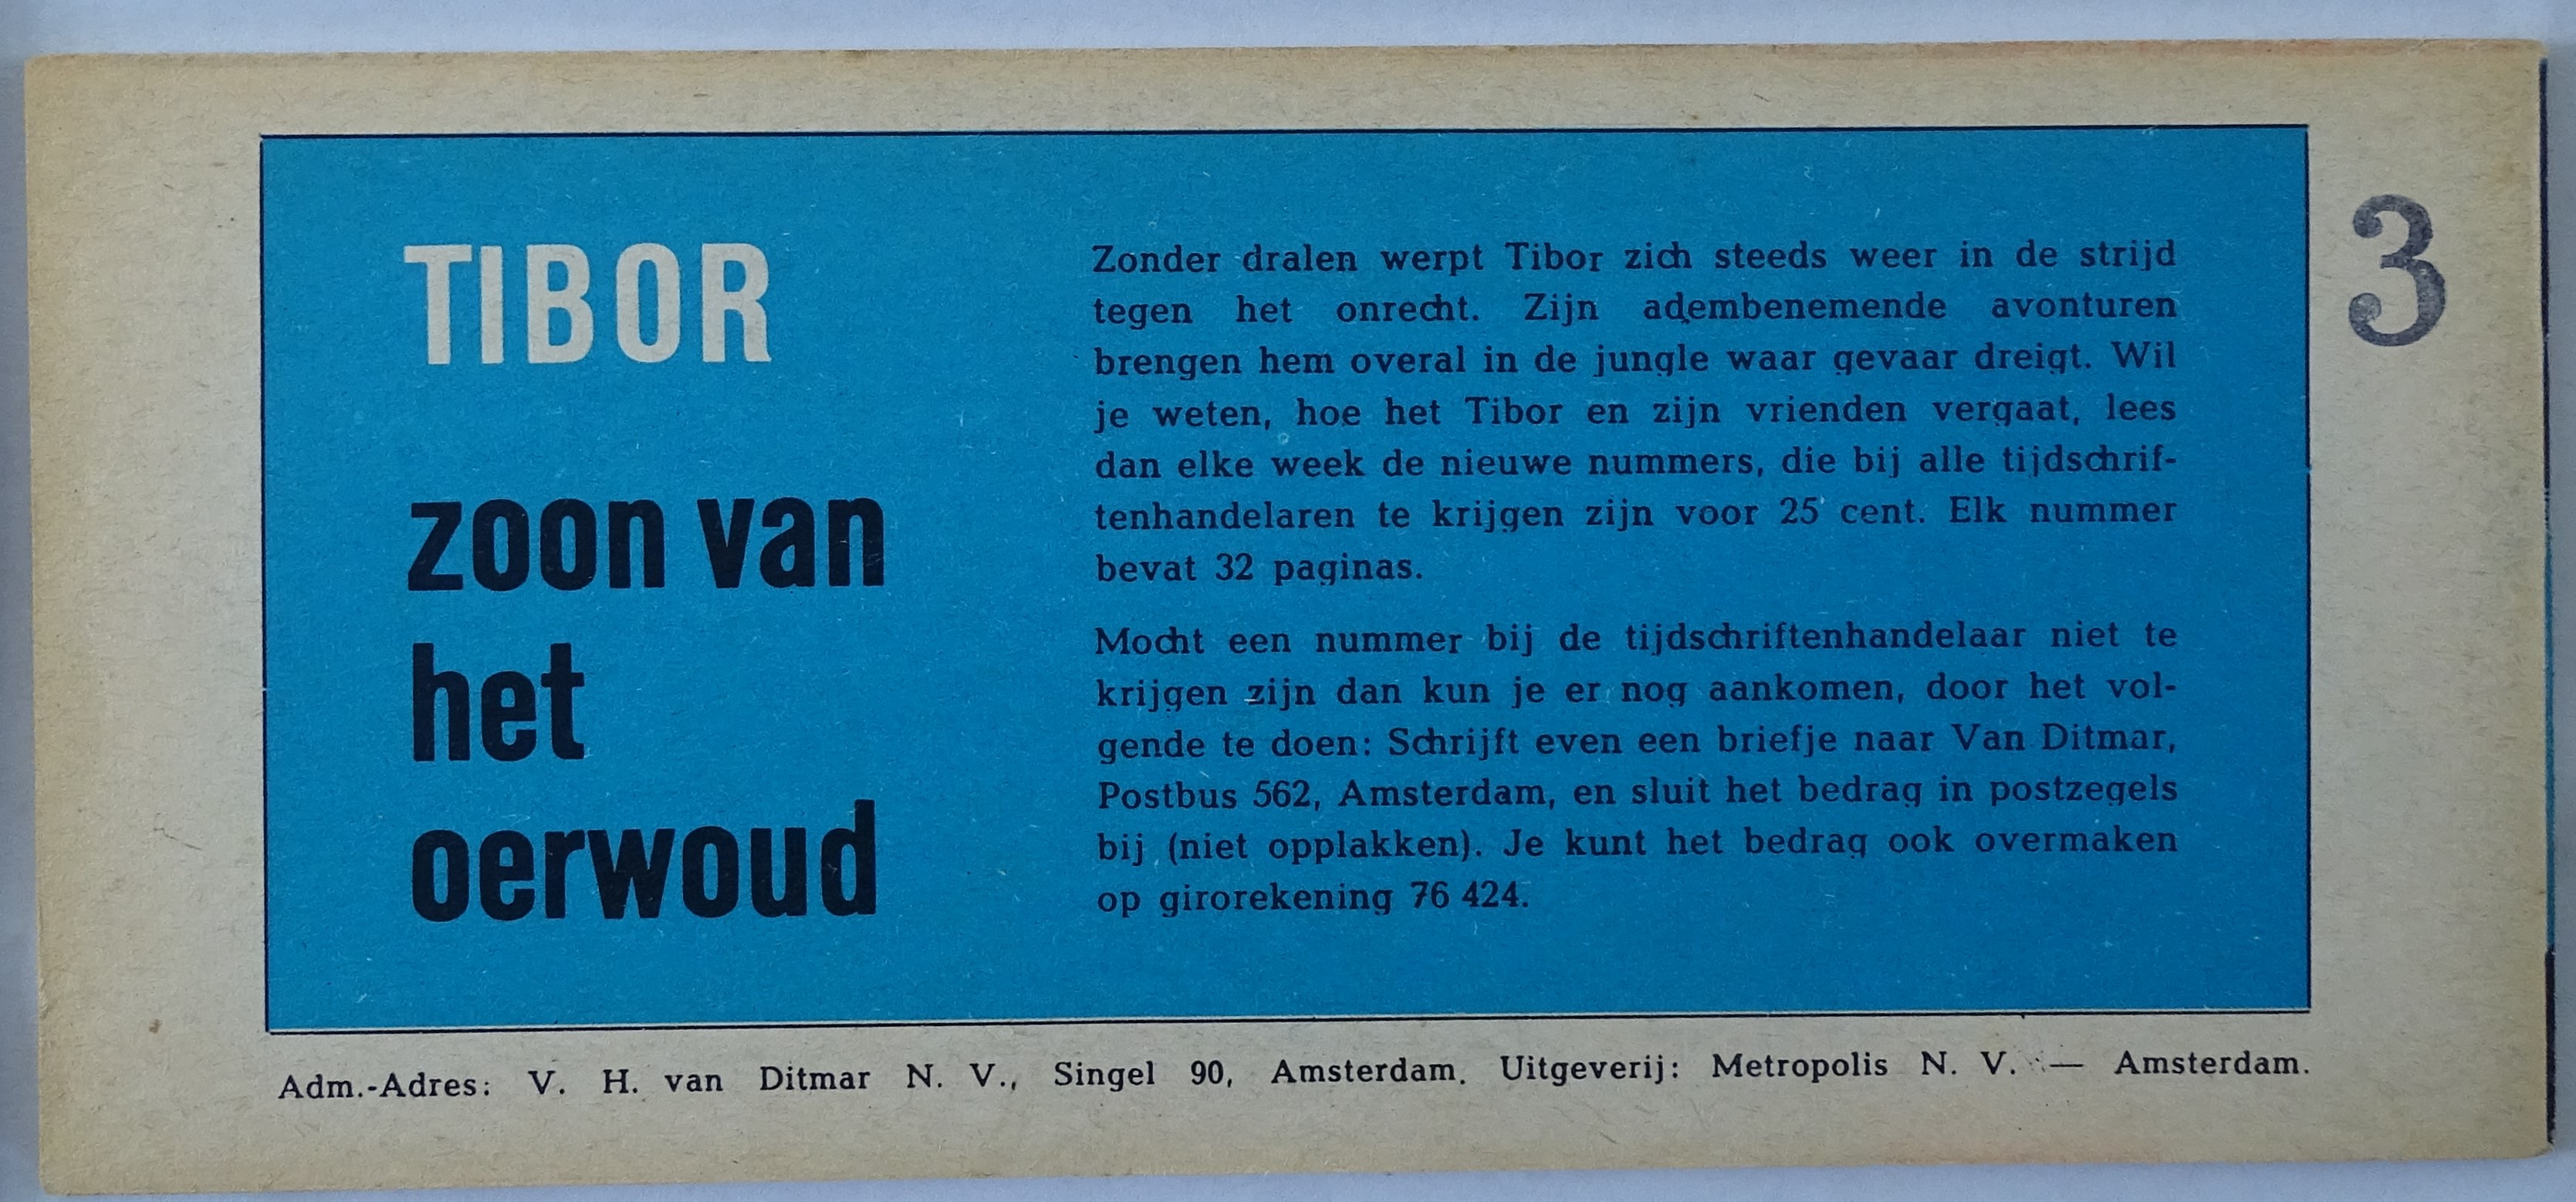 TIBOR
zoon van
het
oerwoud
Zonder dralen werpt Tibor zich steeds weer in de strijd
tegen het onrecht. Zijn adembenemende avonturen
brengen hem overal in de jungle waar gevaar dreigt. Wil
je weten, hoe het Tibor en zijn vrienden vergaat, lees
dan elke week de nieuwe nummers, die bij alle tijdschrif-
tenhandelaren te krijgen zijn voor 25 cent. Elk nummer
bevat 32 paginas.
Mocht een nummer bij de tijdschriftenhandelaar niet te
krijgen zijn dan kun je er nog aankomen, door het vol-
gende te doen: Schrijft even een briefje naar Van Ditmar,
Postbus 562, Amsterdam, en sluit het bedrag in postzegels
bij (niet opplakken). Je kunt het bedrag ook overmaken
op girorekening 76 424.
3
Adm.-Adres: V. H. van Ditmar N. V., Singel 90, Amsterdam. Uitgeverij: Metropolis N. V. — Amsterdam.